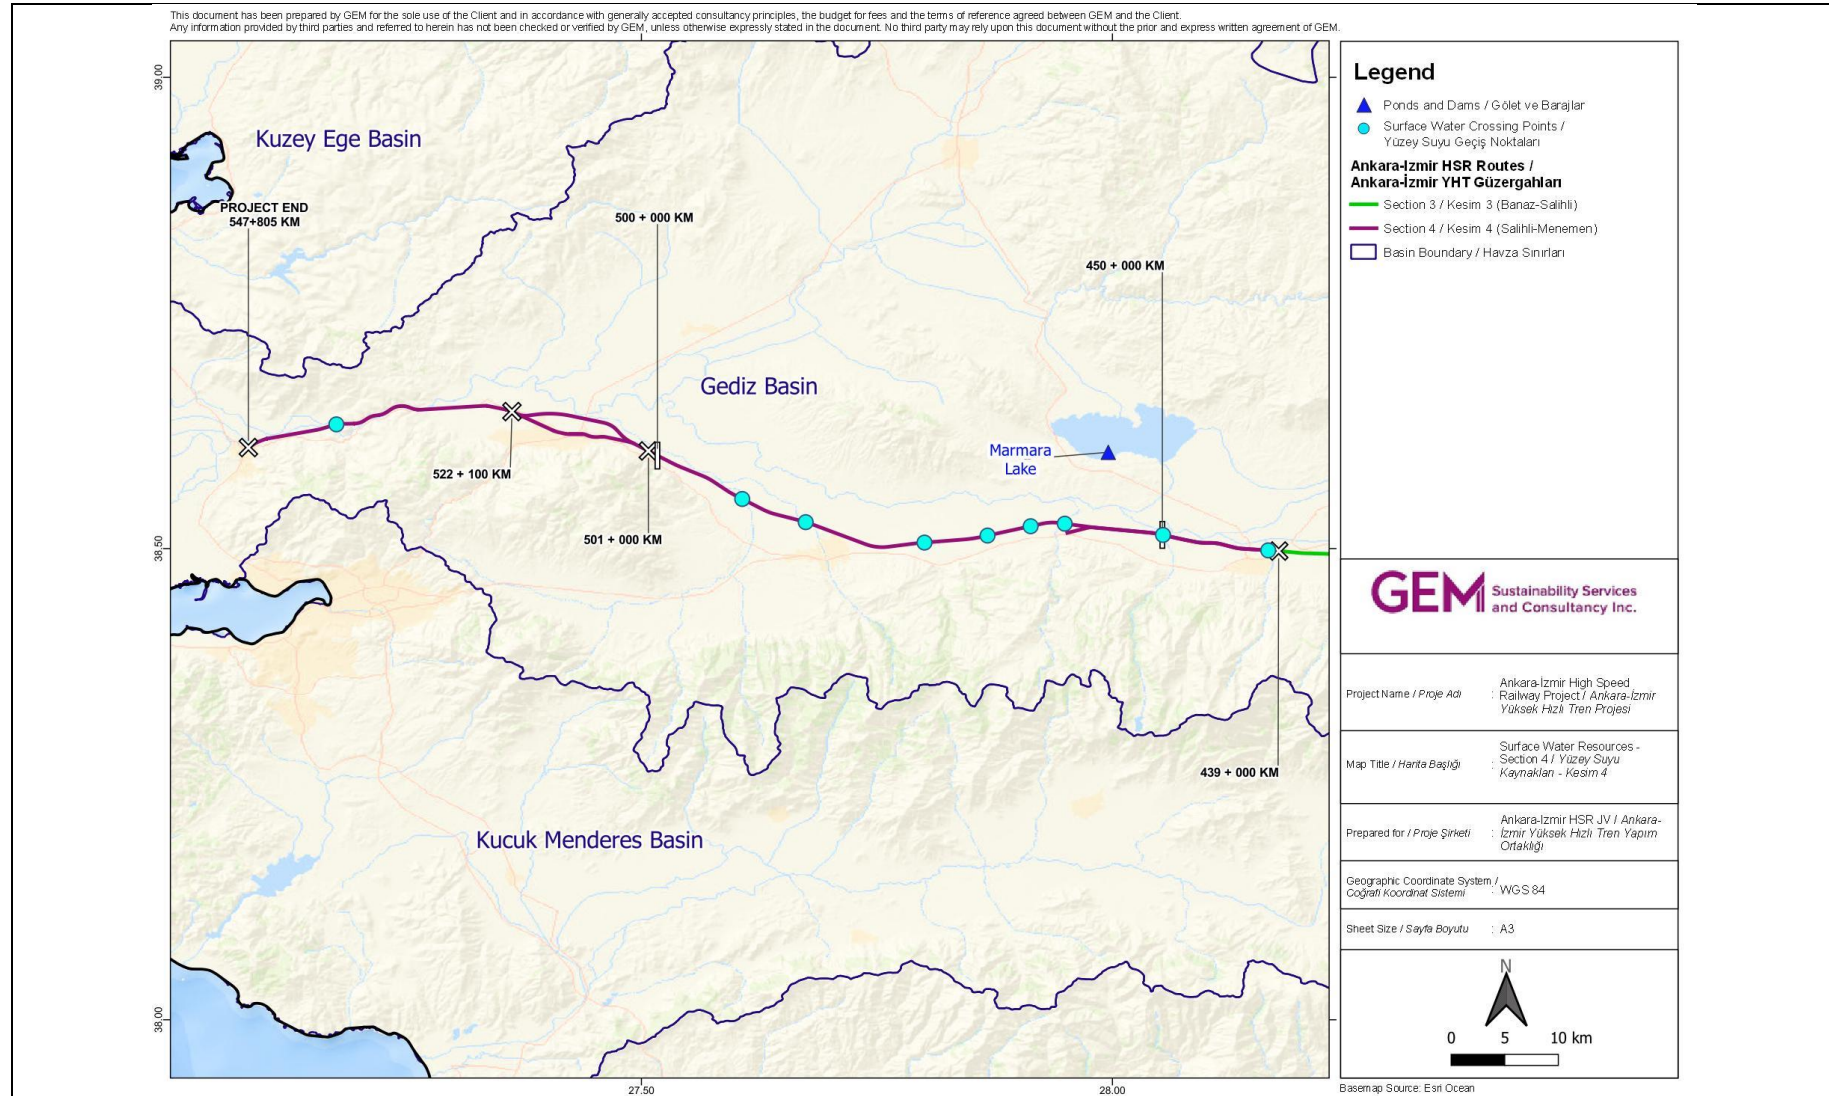 This document has been prepared by GEM for the sole use of the Client and in accordance with generally accepted consultancy principles, the budget for fees and the terms of reference agreed between GEM and the Client.
Any information provided by third parties and referred to herein has not been checked or verified by GEM, unless otherwise expressly stated in the document. No third party may rely upon this document without the prior and express written agreement of GEM.
39.00
38.50
38.00
27.50
28.00
Kuzey Ege Basin
PROJECT END
547+805 KM
500 + 000 KM
450 + 000 KM
Gediz Basin
Marmara
Lake
522 + 100 KM
501 + 000 KM
439 + 000 KM
Kucuk Menderes Basin
Legend
Ponds and Dams / Gölet ve Barajlar
Surface Water Crossing Points /
Yüzey Suyu Geçiş Noktaları
Ankara-Izmir HSR Routes /
Ankara-İzmir YHT Güzergahları
Section 3 / Kesim 3 (Banaz-Salihli)
Section 4 / Kesim 4 (Salihli-Menemen)
Basin Boundary / Havza Sınırları
GEM Sustainability Services
and Consultancy Inc.
Project Name / Proje Adı : Ankara-İzmir High Speed
Railway Project / Ankara-İzmir
Yüksek Hızlı Tren Projesi
Map Title / Harita Başlığı : Surface Water Resources -
Section 4 / Yüzey Suyu
Kaynakları - Kesim 4
Prepared for / Proje Şirketi : Ankara-Izmir HSR JV / Ankara-
İzmir Yüksek Hızlı Tren Yapım
Ortaklığı
Geographic Coordinate System /
Coğrafi Koordinat Sistemi : WGS 84
Sheet Size / Sayfa Boyutu : A3
N
0 5 10 km
Basemap Source: Esri Ocean